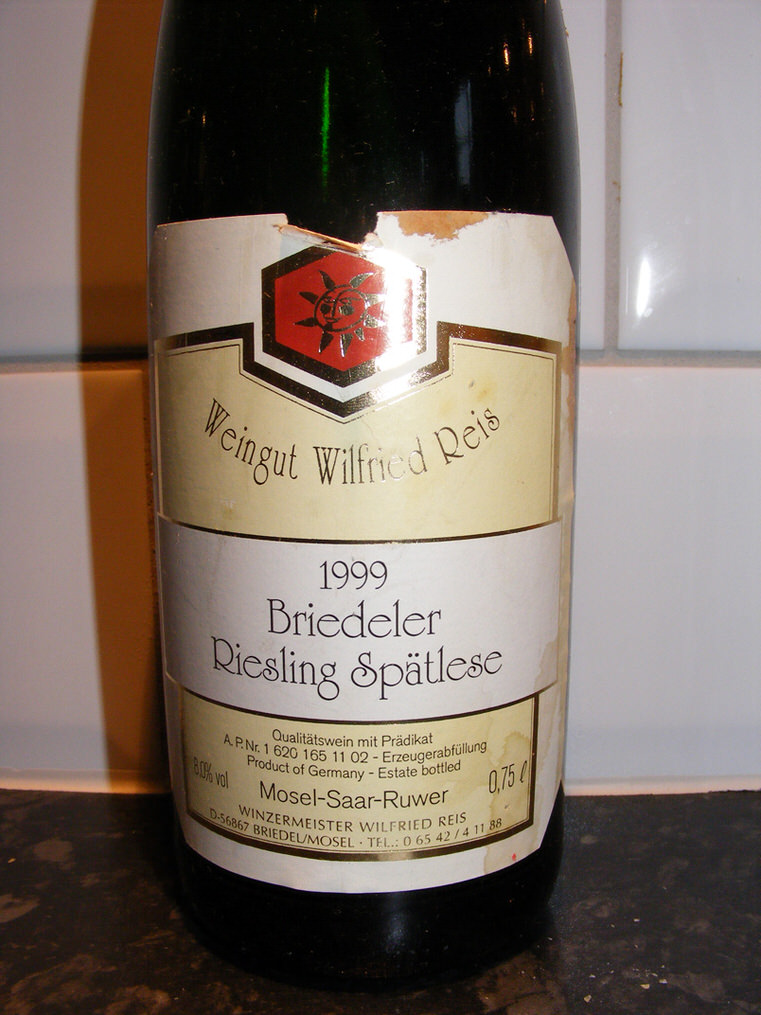 Weingut Wilfried Reis
1999
Briedeler
Riesling Spätlese
Qualitätswein mit Prädikat
A.P.Nr. 1 620 165 11 02 - Erzeugerabfüllung
Product of Germany - Estate bottled
8,0% vol
Mosel-Saar-Ruwer
0,75 ℓ
WINZERMEISTER WILFRIED REIS
D-56867 BRIEDEL/MOSEL · TEL.: 0 65 42 / 4 11 88